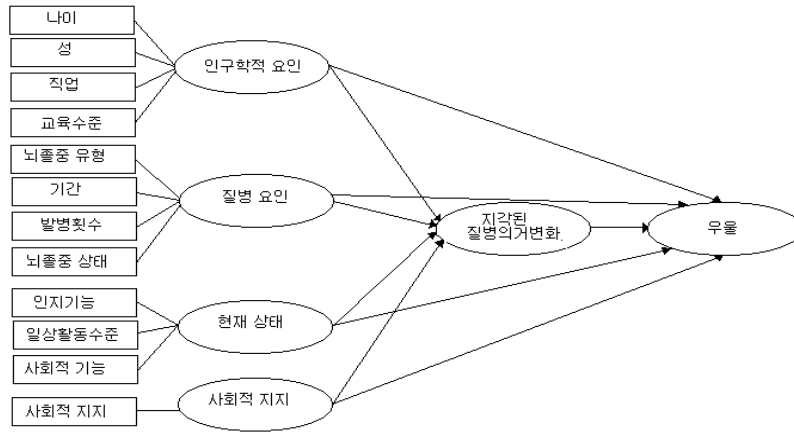 나이
성
직업
교육수준
뇌졸중 유형
기간
발병횟수
뇌졸중 상태
인지기능
일상활동수준
사회적 기능
사회적 지지
인구학적 요인
질병 요인
현재 상태
사회적 지지
지각된
질병의거변화.
우울